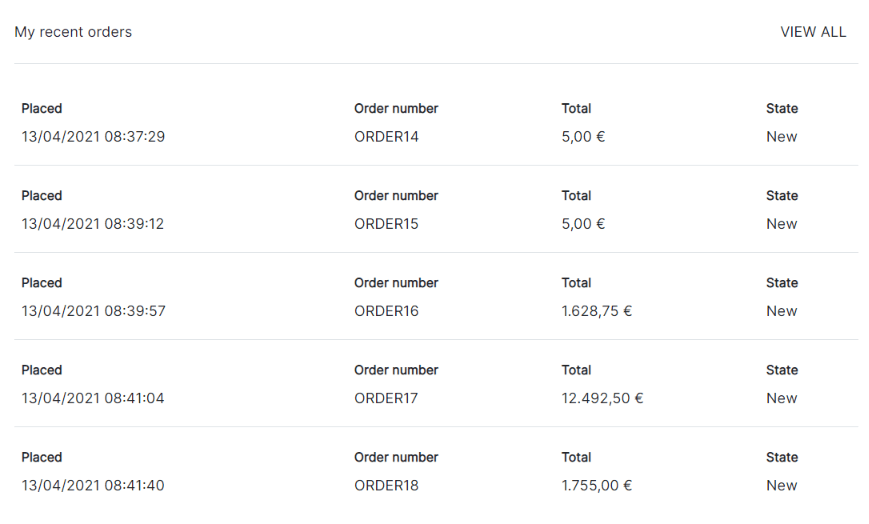 My recent orders VIEW ALL
Placed Order number Total State
13/04/2021 08:37:29 ORDER14 5,00 € New
Placed Order number Total State
13/04/2021 08:39:12 ORDER15 5,00 € New
Placed Order number Total State
13/04/2021 08:39:57 ORDER16 1.628,75 € New
Placed Order number Total State
13/04/2021 08:41:04 ORDER17 12.492,50 € New
Placed Order number Total State
13/04/2021 08:41:40 ORDER18 1.755,00 € New